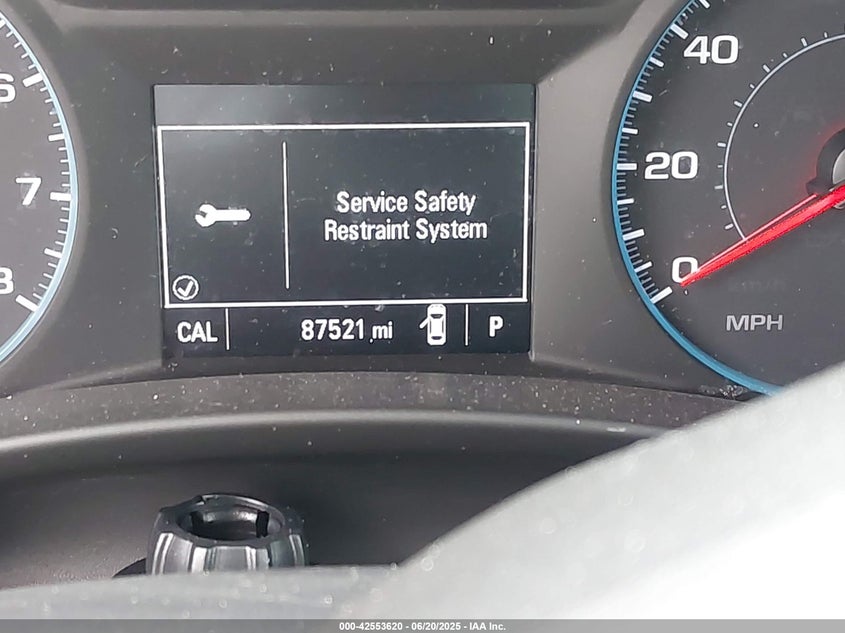 6
7
8
Service Safety
Restraint System
CAL 87521 mi P
40
20
0
MPH
000-42553620 - 06/20/2025 - IAA Inc.